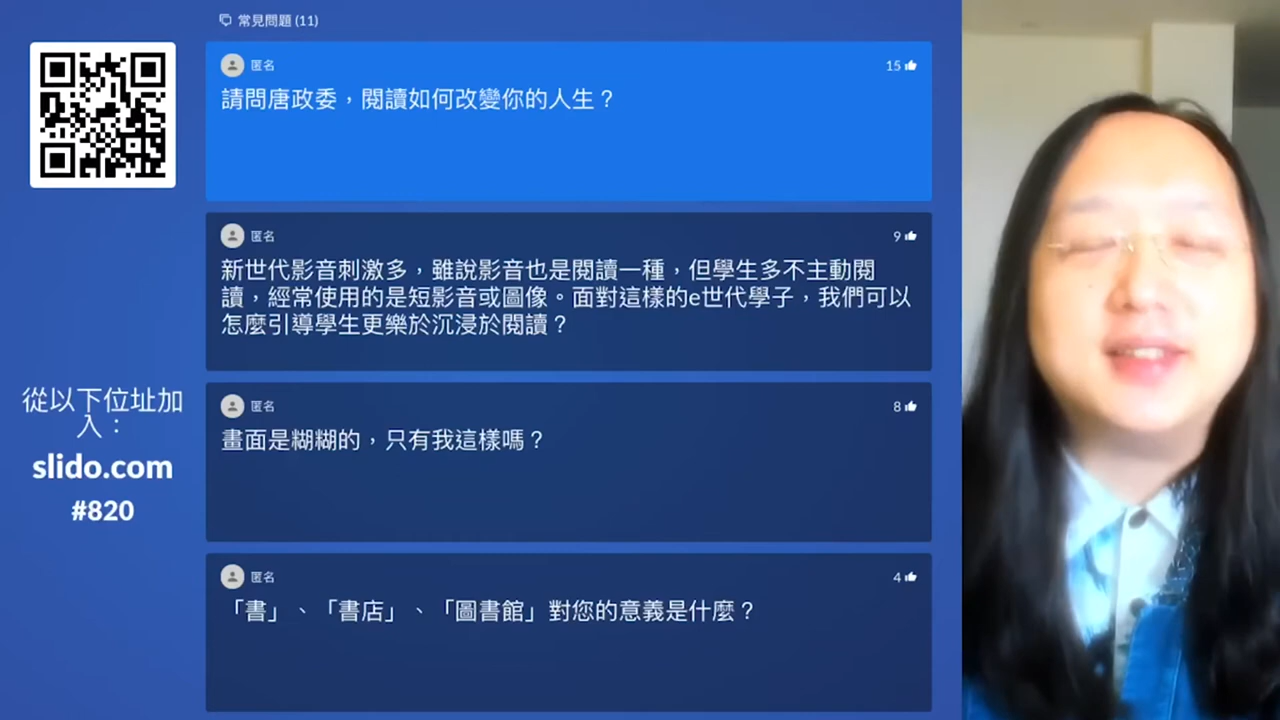 常見問題 (11)
匿名
15
請問唐政委，閱讀如何改變你的人生？
匿名
9
新世代影音刺激多，雖說影音也是閱讀一種，但學生多不主動閱
讀，經常使用的是短影音或圖像。面對這樣的e世代學子，我們可以
怎麼引導學生更樂於沉浸於閱讀？
匿名
8
畫面是糊糊的，只有我這樣嗎？
匿名
4
「書」、「書店」、「圖書館」對您的意義是什麼？
從以下位址加
入：
slido.com
#820